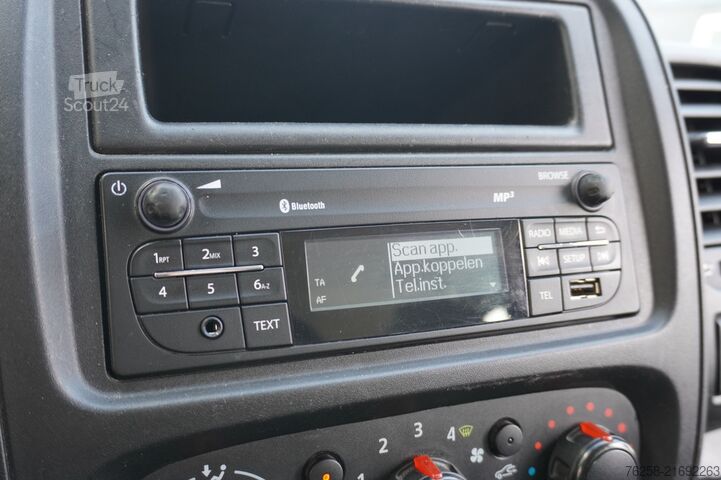 Truck
Scout24
Bluetooth
MP3
BROWSE
1RPT 2MIX 3
4 5 6A-Z
TEXT
TA
AF
Scan app.
App.koppelen
Tel.inst.
RADIO MEDIA
SETUP
TEL
1 2 3 4
76258-21692263